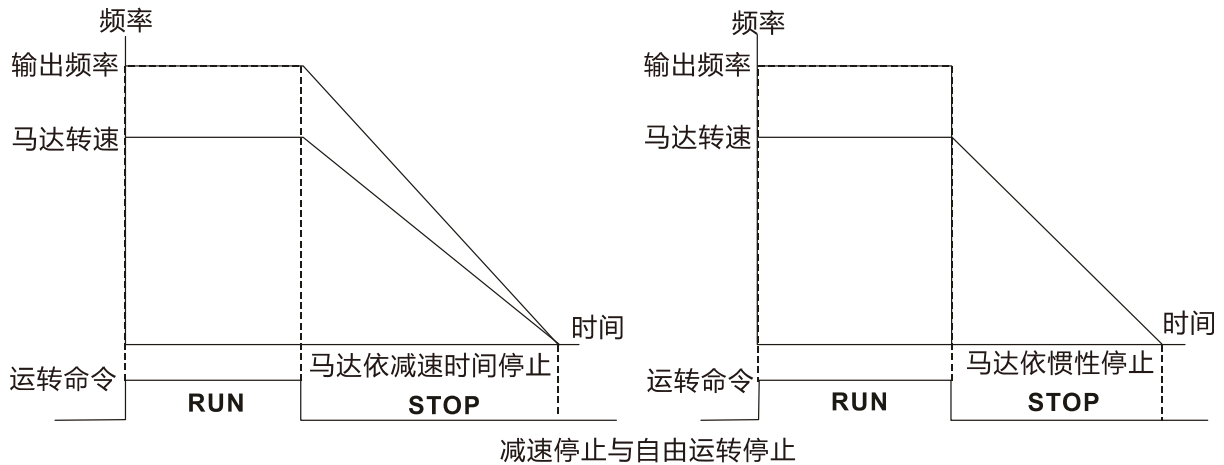 频率
输出频率
马达转速
时间
马达依减速时间停止
运转命令
RUN
STOP
频率
输出频率
马达转速
时间
马达依惯性停止
运转命令
RUN
STOP
减速停止与自由运转停止